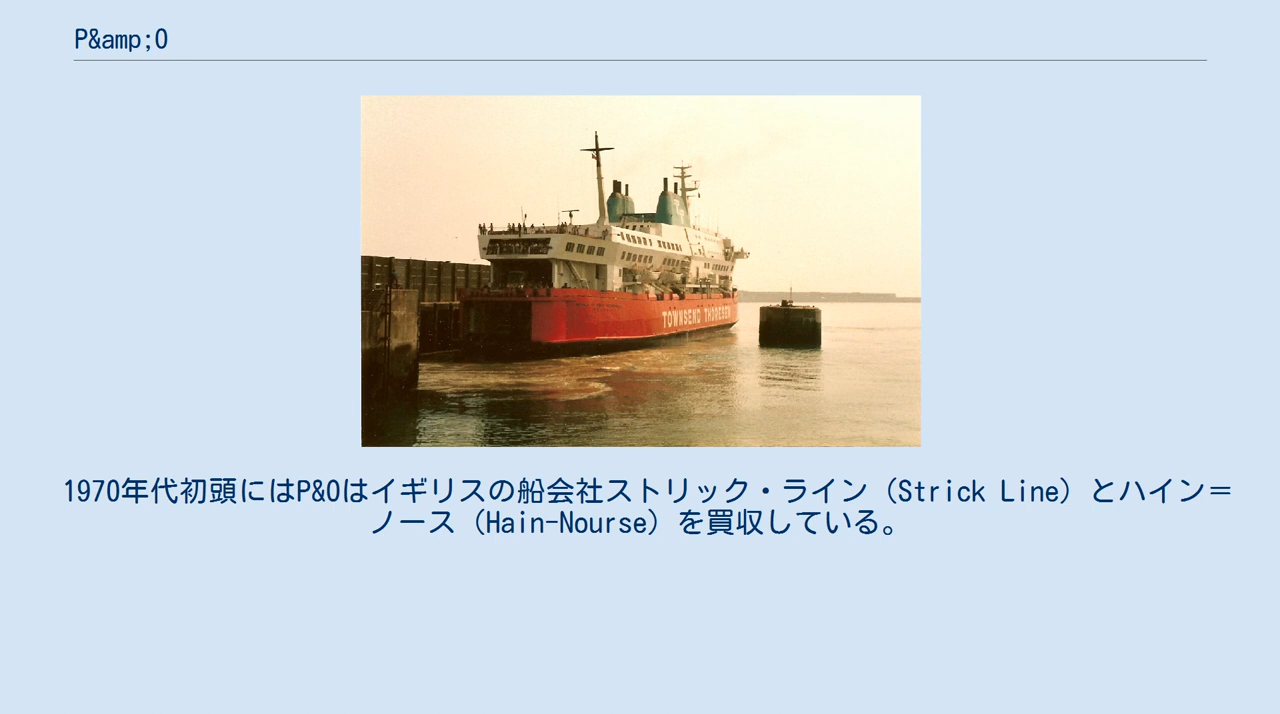 P&amp;O
TOWNSEND THORESEN
1970年代初頭にはP&Oはイギリスの船会社ストリック・ライン（Strick Line）とハイン＝
ノース（Hain-Nourse）を買収している。